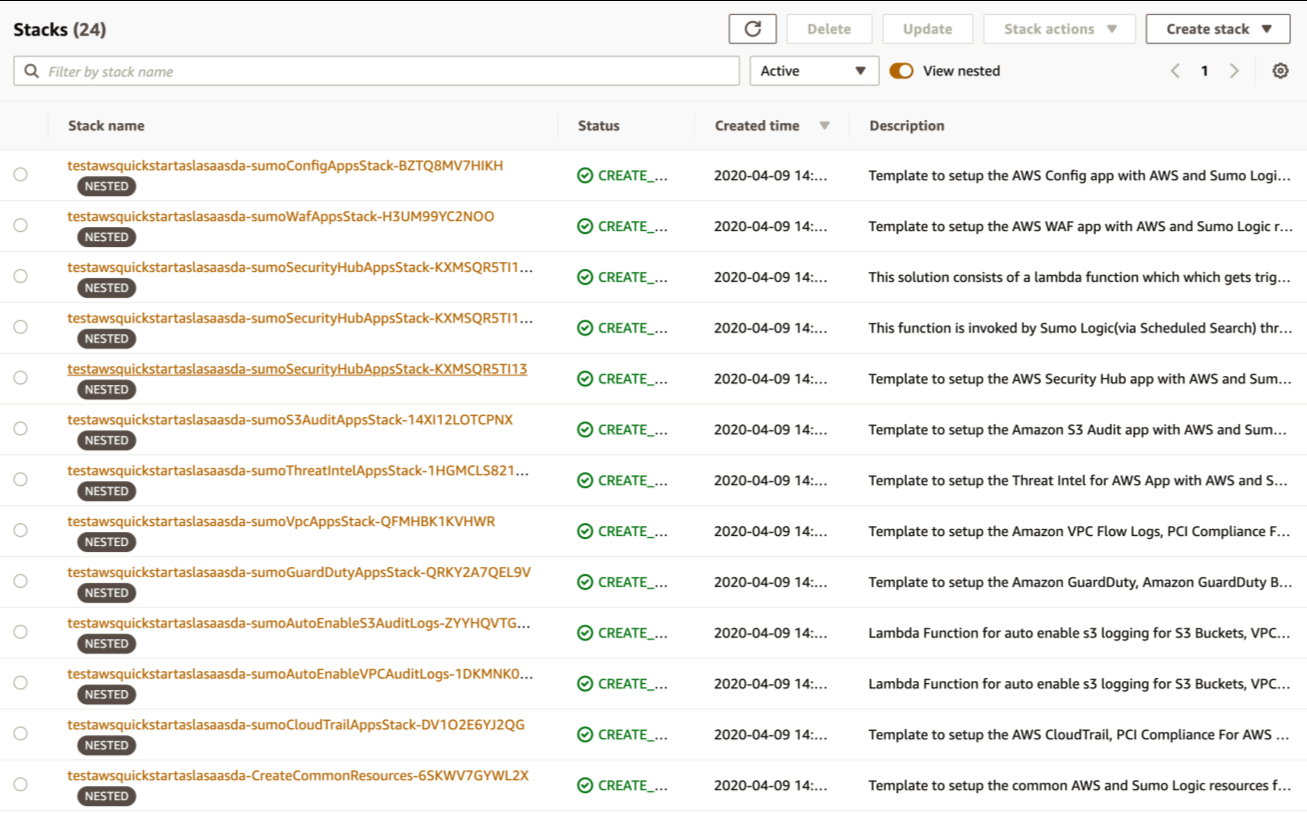 Stacks (24)
Delete
Update
Stack actions
Create stack
Filter by stack name
Active
View nested
1
Stack name Status Created time Description
testawsquickstartaslasaasda-sumoConfigAppsStack-BZTQ8MV7HIKH
NESTED
CREATE_... 2020-04-09 14:... Template to setup the AWS Config app with AWS and Sumo Logi...
testawsquickstartaslasaasda-sumoWafAppsStack-H3UM99YC2NOO
NESTED
CREATE_... 2020-04-09 14:... Template to setup the AWS WAF app with AWS and Sumo Logic r...
testawsquickstartaslasaasda-sumoSecurityHubAppsStack-KXMSQR5TI1...
NESTED
CREATE_... 2020-04-09 14:... This solution consists of a lambda function which which gets trig...
testawsquickstartaslasaasda-sumoSecurityHubAppsStack-KXMSQR5TI1...
NESTED
CREATE_... 2020-04-09 14:... This function is invoked by Sumo Logic(via Scheduled Search) thr...
testawsquickstartaslasaasda-sumoSecurityHubAppsStack-KXMSQR5TI13
NESTED
CREATE_... 2020-04-09 14:... Template to setup the AWS Security Hub app with AWS and Sum...
testawsquickstartaslasaasda-sumoS3AuditAppsStack-14XI12LOTCPNX
NESTED
CREATE_... 2020-04-09 14:... Template to setup the Amazon S3 Audit app with AWS and Sum...
testawsquickstartaslasaasda-sumoThreatIntelAppsStack-1HGMCLS821...
NESTED
CREATE_... 2020-04-09 14:... Template to setup the Threat Intel for AWS App with AWS and S...
testawsquickstartaslasaasda-sumoVpcAppsStack-QFMHBK1KVHWR
NESTED
CREATE_... 2020-04-09 14:... Template to setup the Amazon VPC Flow Logs, PCI Compliance F...
testawsquickstartaslasaasda-sumoGuardDutyAppsStack-QRKY2A7QEL9V
NESTED
CREATE_... 2020-04-09 14:... Template to setup the Amazon GuardDuty, Amazon GuardDuty B...
testawsquickstartaslasaasda-sumoAutoEnableS3AuditLogs-ZYYHQVTG...
NESTED
CREATE_... 2020-04-09 14:... Lambda Function for auto enable s3 logging for S3 Buckets, VPC...
testawsquickstartaslasaasda-sumoAutoEnableVPCAuditLogs-1DKMNK0...
NESTED
CREATE_... 2020-04-09 14:... Lambda Function for auto enable s3 logging for S3 Buckets, VPC...
testawsquickstartaslasaasda-sumoCloudTrailAppsStack-DV1O2E6YJ2QG
NESTED
CREATE_... 2020-04-09 14:... Template to setup the AWS CloudTrail, PCI Compliance For AWS ...
testawsquickstartaslasaasda-CreateCommonResources-6SKWV7GYWL2X
NESTED
CREATE_... 2020-04-09 14:... Template to setup the common AWS and Sumo Logic resources f...